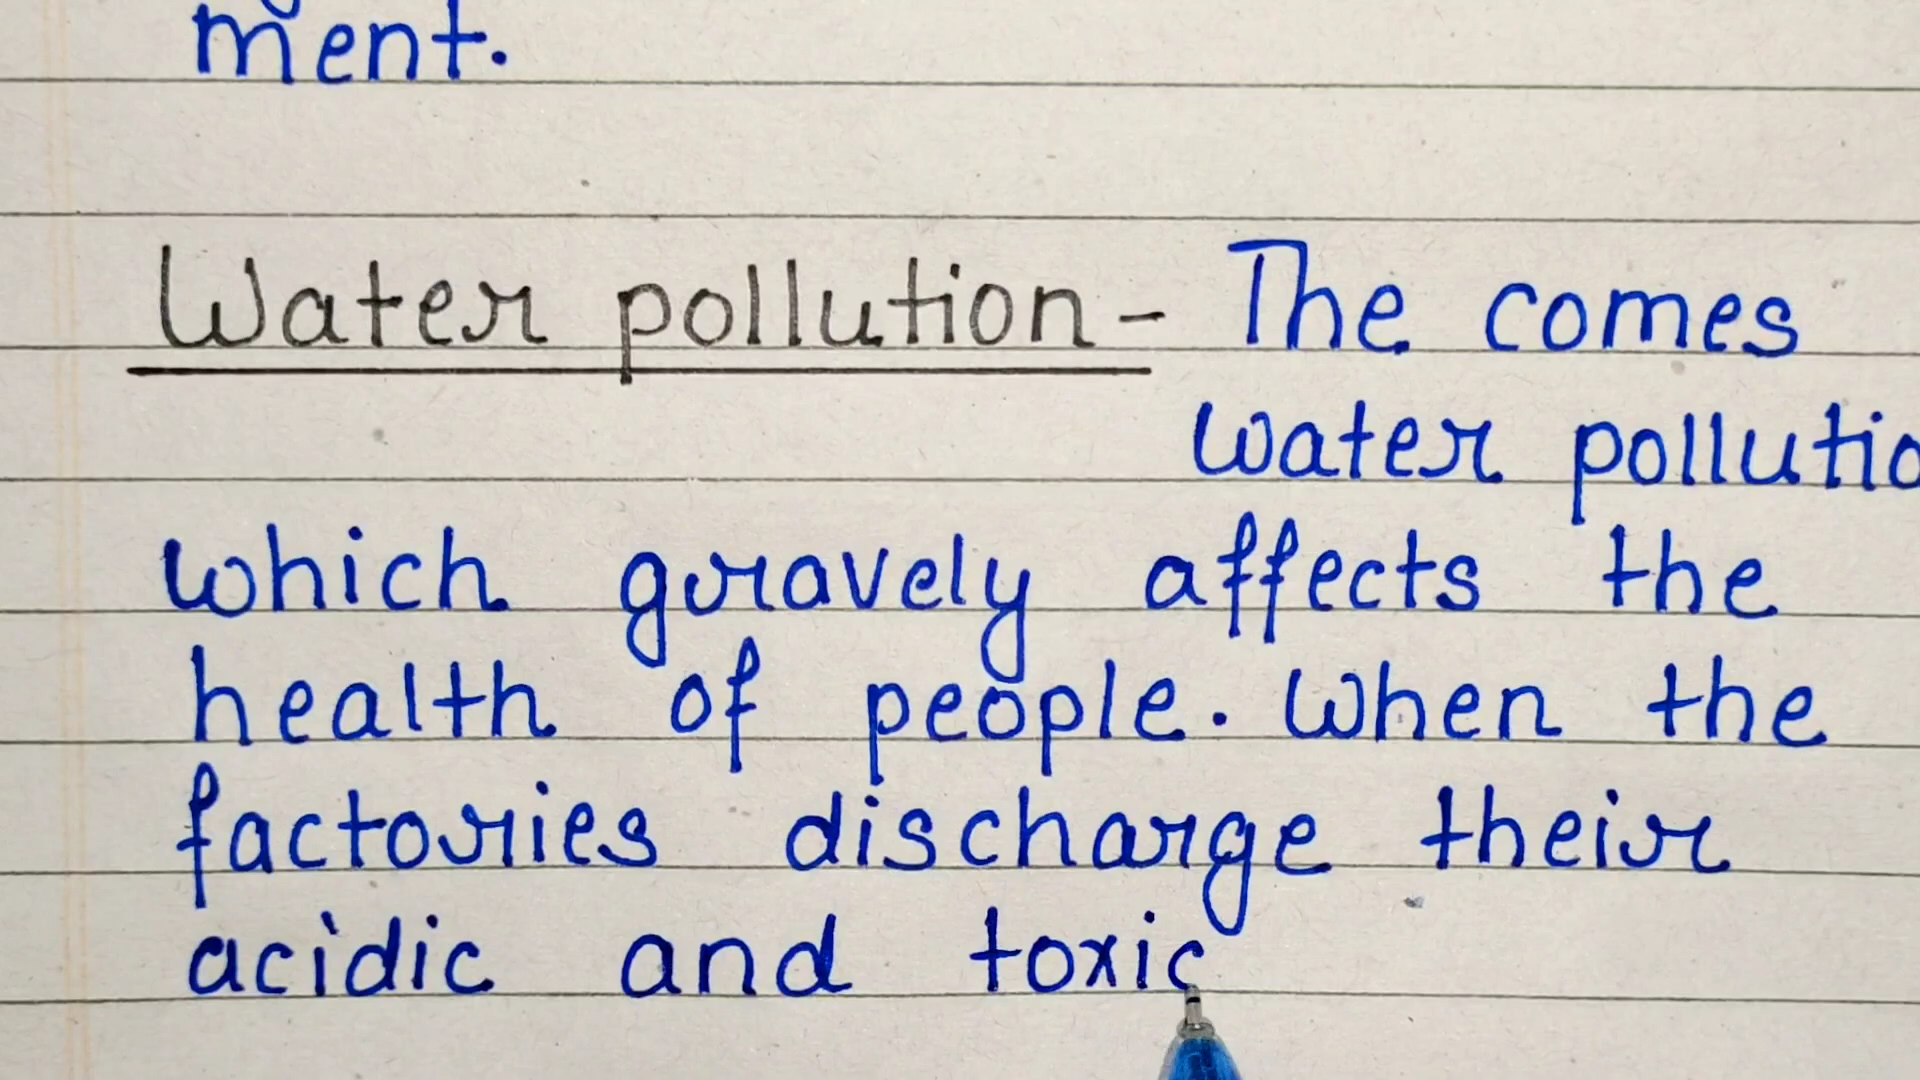 ment.
Water pollution - The comes
water pollutio
which gravely affects the
health of people. When the
factories discharge their
acidic and toxic